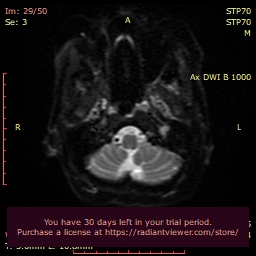 Im: 29/50
Se: 3
STP70
STP70
M
A
Ax DWI B 1000
R
L
You have 30 days left in your trial period.
Purchase a license at https://radiantviewer.com/store/